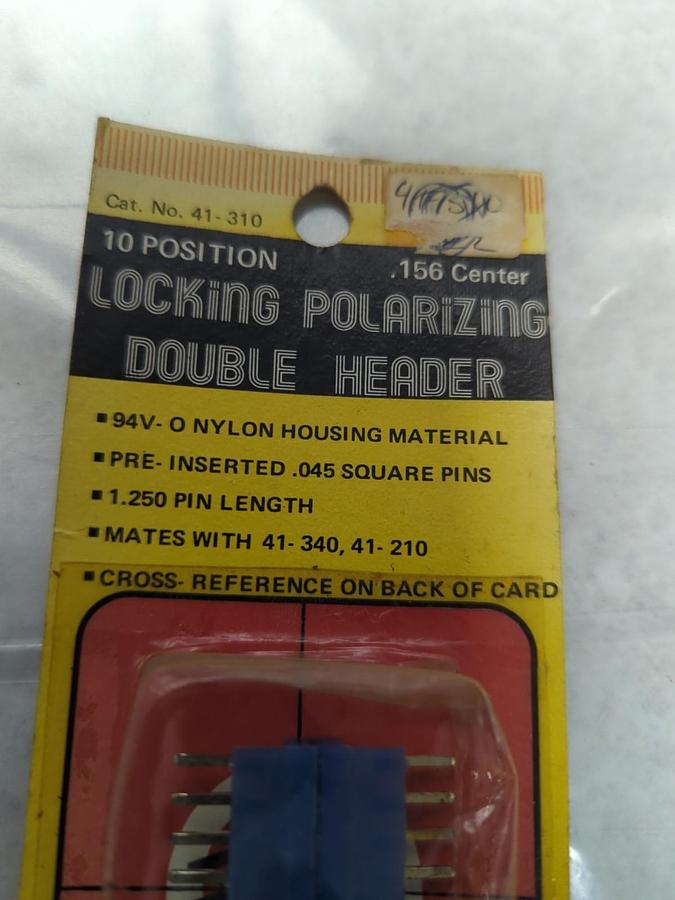 Cat. No. 41-310
10 POSITION .156 Center
LOCKiNG POLARiZiNG
DOUBLE HEADER
▪ 94V- O NYLON HOUSING MATERIAL
▪ PRE- INSERTED .045 SQUARE PINS
▪ 1.250 PIN LENGTH
▪ MATES WITH 41- 340, 41- 210
▪ CROSS- REFERENCE ON BACK OF CARD